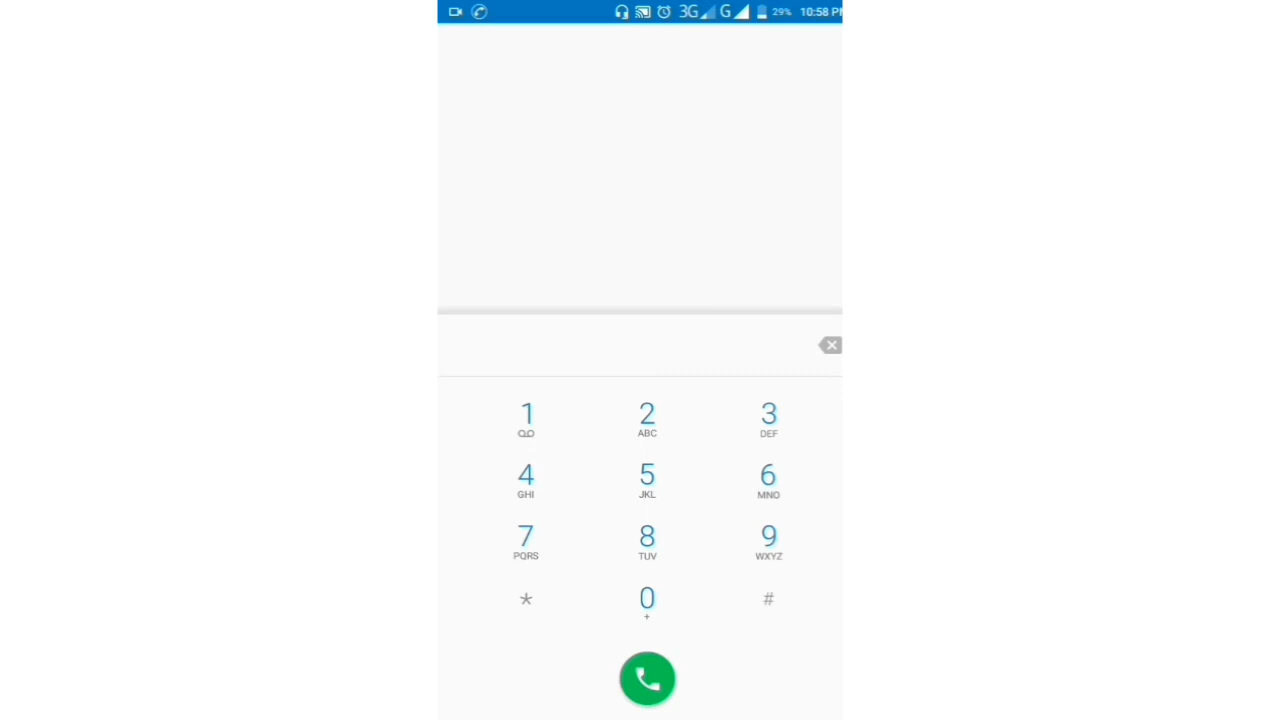 3G G 29% 10:58 P
1 2 3
ABC DEF
4 5 6
GHI JKL MNO
7 8 9
PQRS TUV WXYZ
* 0 #
+